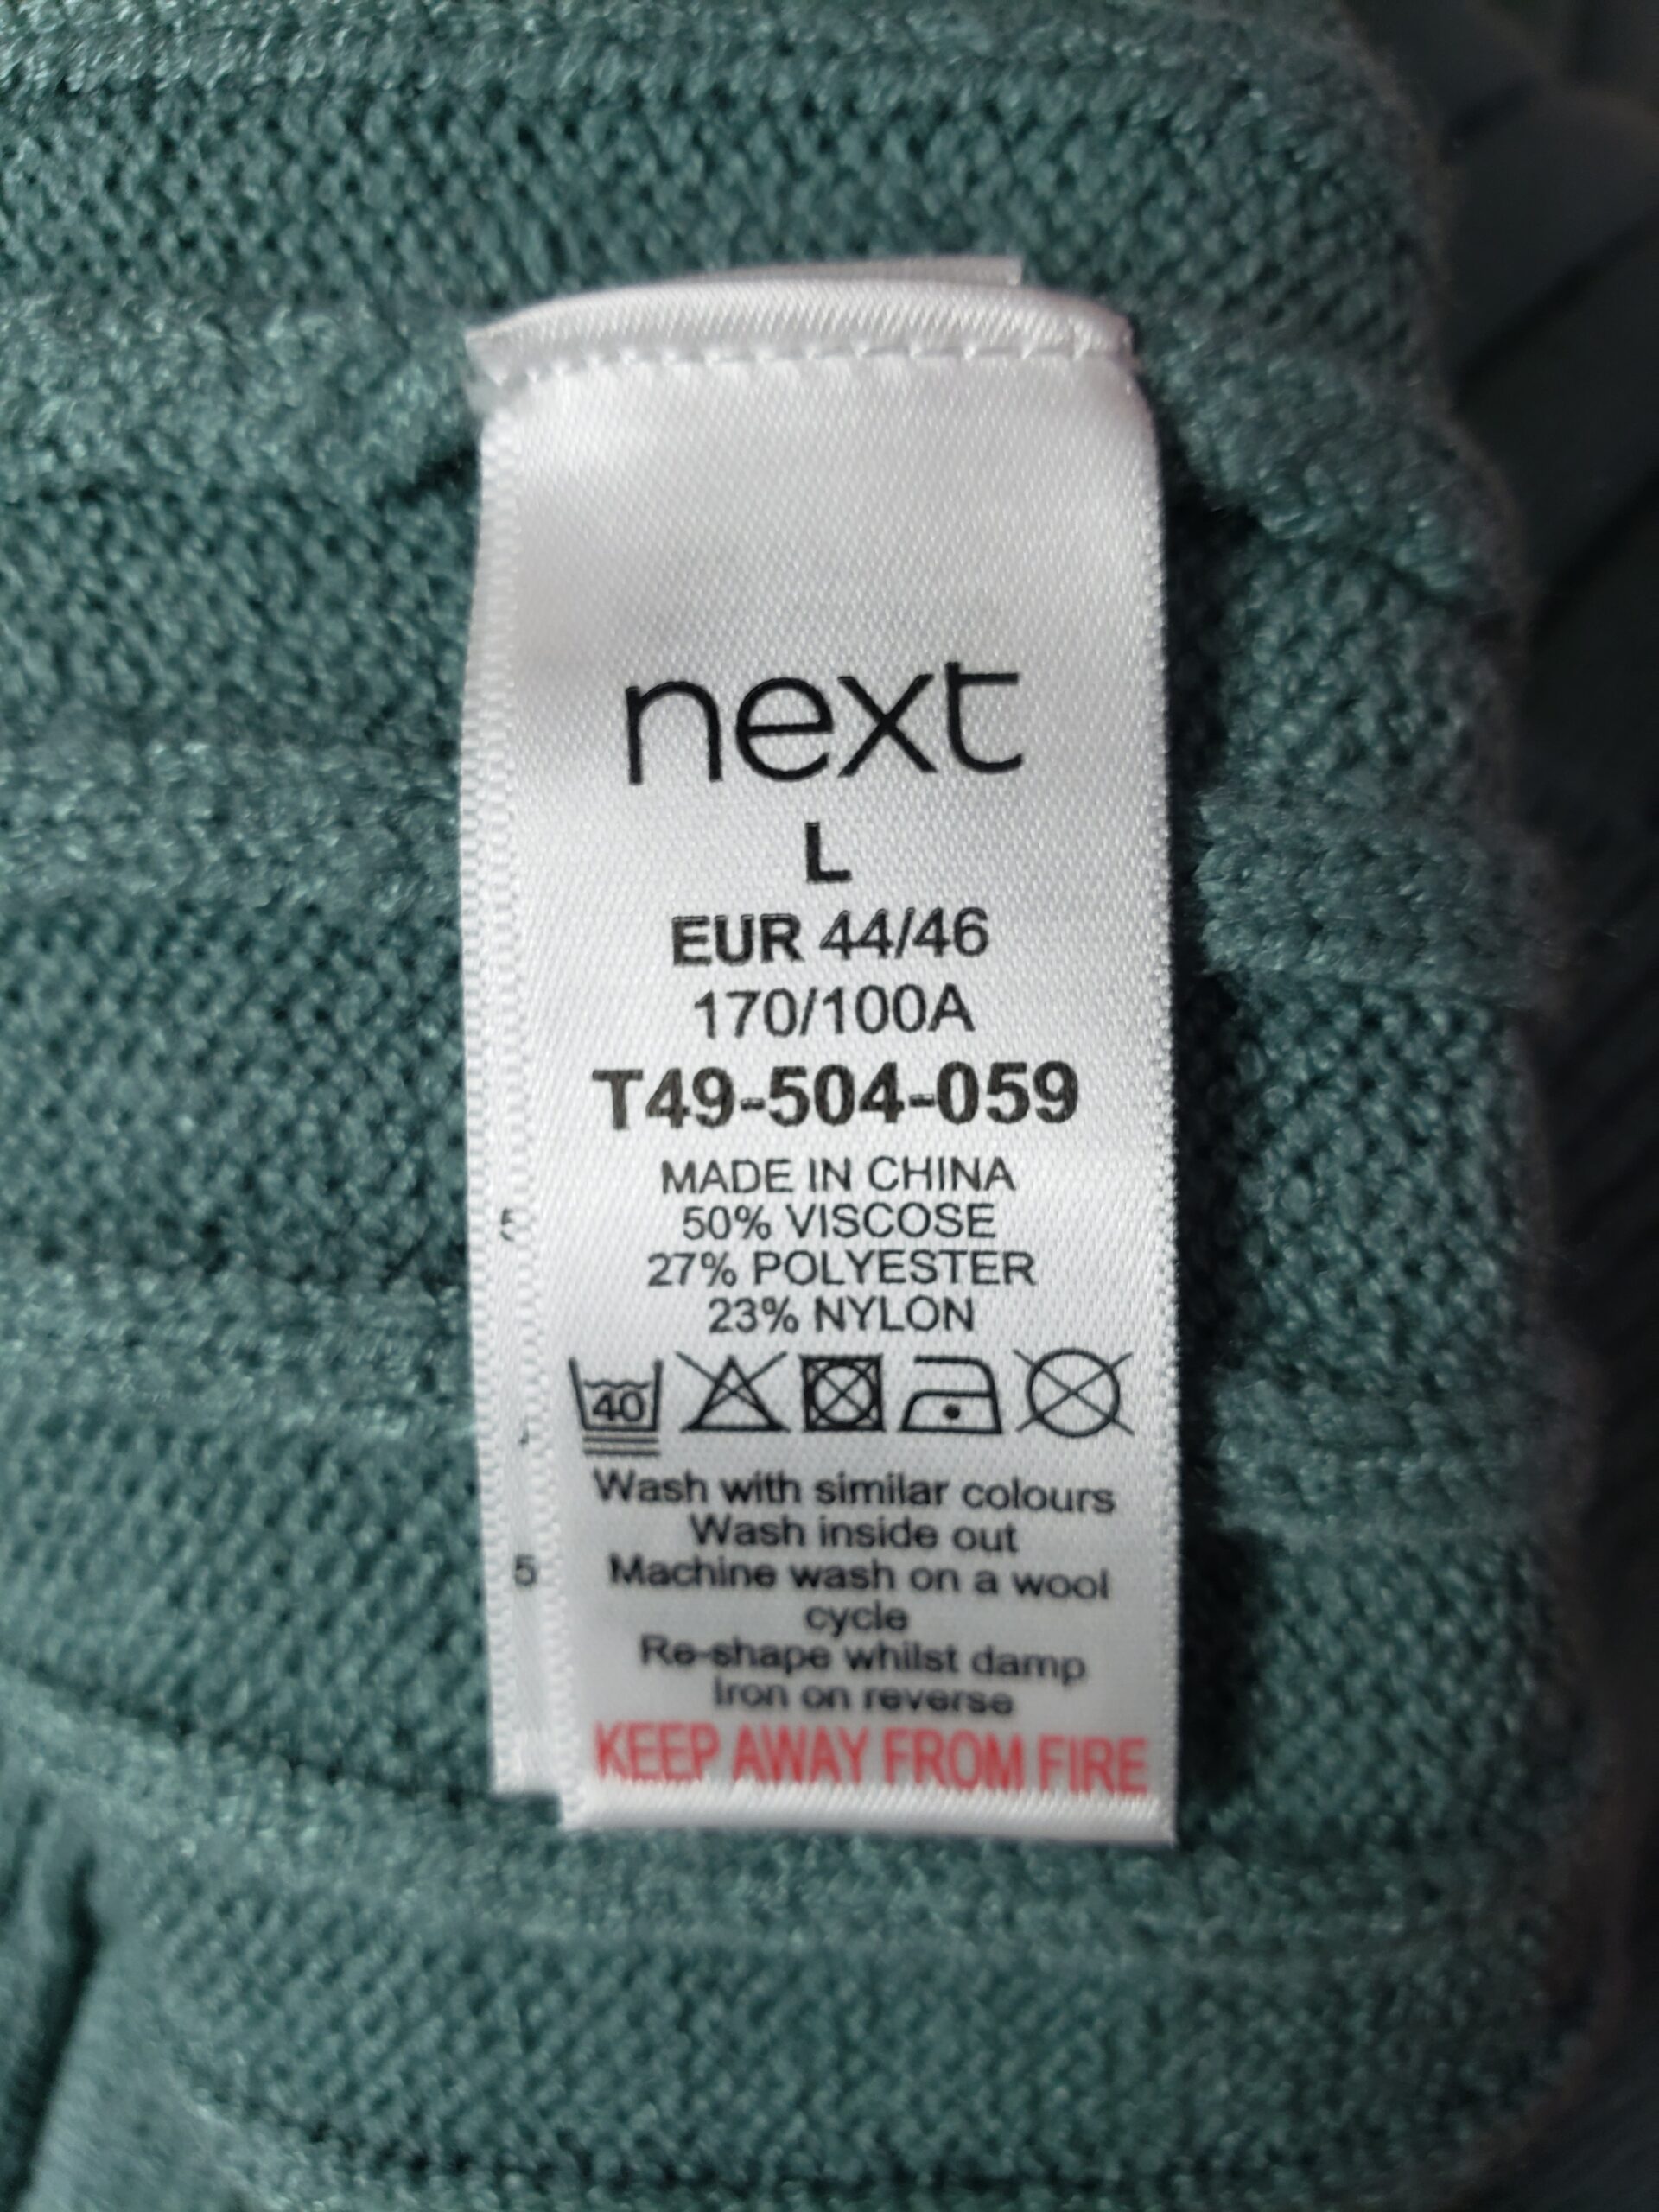 next
L
EUR 44/46
170/100A
T49-504-059
MADE IN CHINA
50% VISCOSE
27% POLYESTER
23% NYLON
40
Wash with similar colours
Wash inside out
Machine wash on a wool
cycle
Re-shape whilst damp
Iron on reverse
KEEP AWAY FROM FIRE
5
5